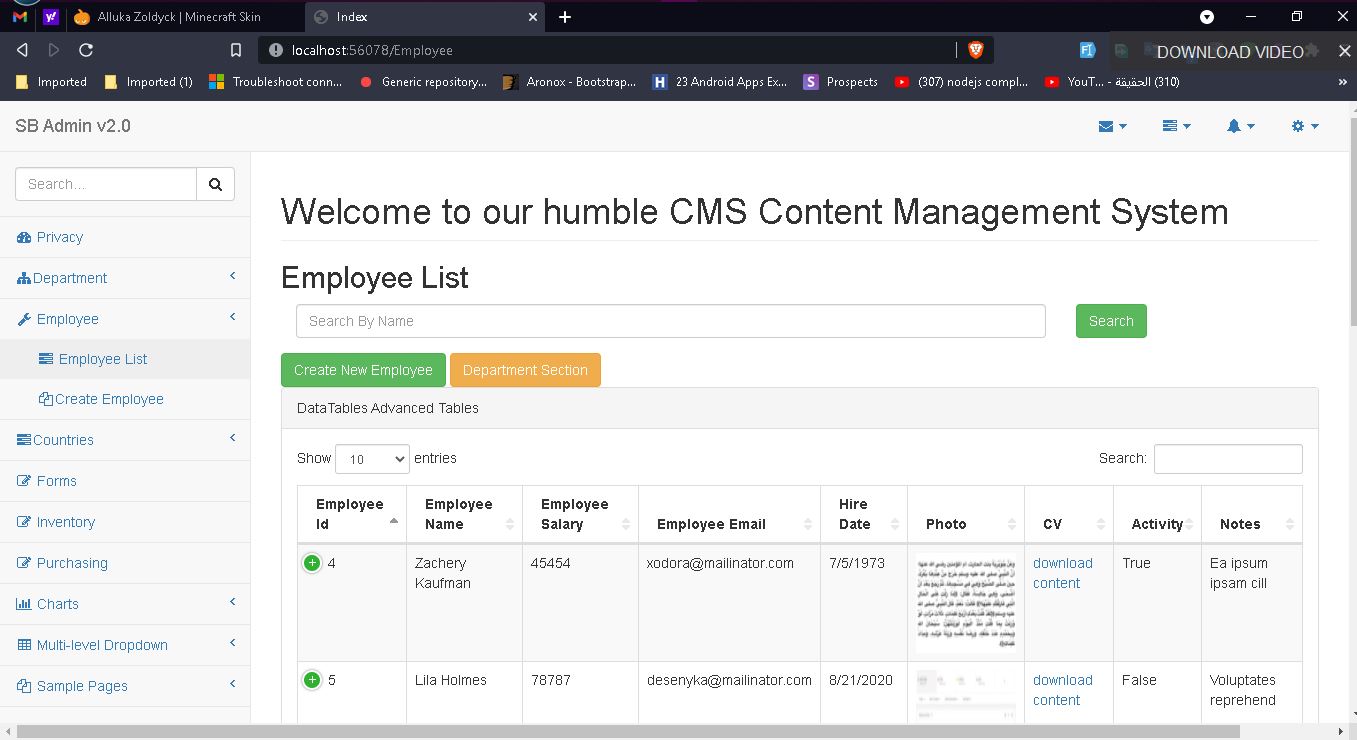 Alluka Zoldyck | Minecraft Skin
Index
localhost:56078/Employee
DOWNLOAD VIDEO
Imported
Imported (1)
Troubleshoot conn...
Generic repository...
Aronox - Bootstrap...
23 Android Apps Ex...
Prospects
(307) nodejs compl...
YouT... - الحقيقة (310)
SB Admin v2.0
Search...
Privacy
Department
Employee
Employee List
Create Employee
Countries
Forms
Inventory
Purchasing
Charts
Multi-level Dropdown
Sample Pages
Welcome to our humble CMS Content Management System
Employee List
Search By Name
Search
Create New Employee
Department Section
DataTables Advanced Tables
Show 10 entries
Search:
Employee Id
Employee Name
Employee Salary
Employee Email
Hire Date
Photo
CV
Activity
Notes
4
Zachery Kaufman
45454
xodora@mailinator.com
7/5/1973
download content
True
Ea ipsum ipsam cill
5
Lila Holmes
78787
desenyka@mailinator.com
8/21/2020
download content
False
Voluptates reprehend